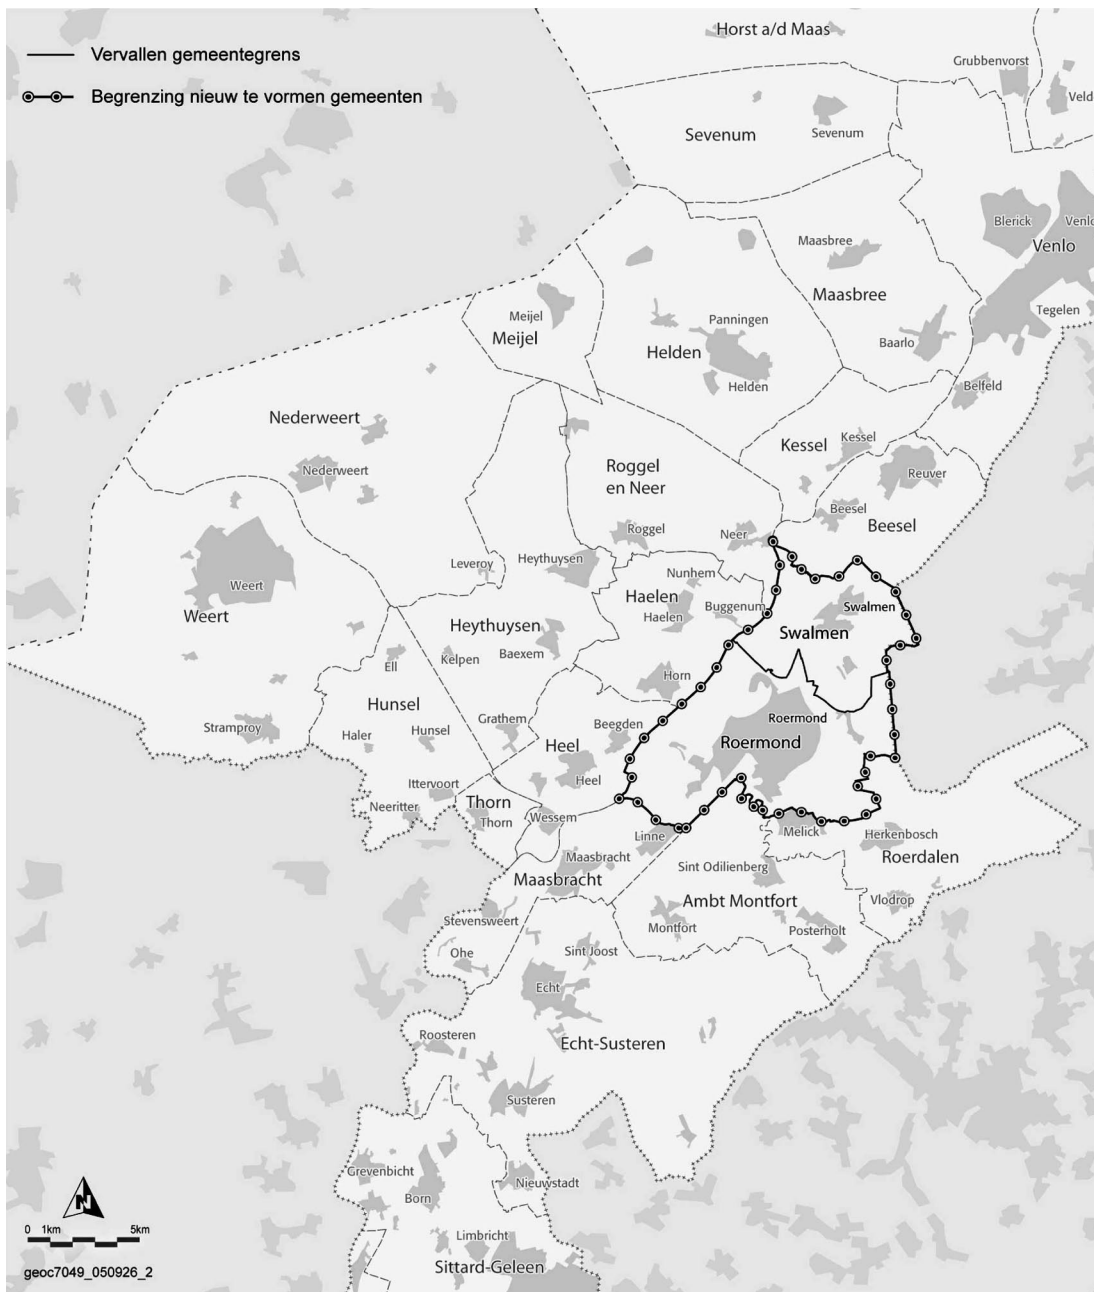 Vervallen gemeentegrens
Begrenzing nieuw te vormen gemeenten
Horst a/d Maas
Grubbenvorst
Veld
Sevenum
Sevenum
Blerick
Venlo
Venlo
Maasbree
Maasbree
Tegelen
Meijel
Meijel
Panningen
Helden
Helden
Baarlo
Belfeld
Nederweert
Nederweert
Kessel
Kessel
Reuver
Roggel
en Neer
Beesel
Beesel
Roggel
Neer
Leveroy
Heythuysen
Nunhem
Weert
Weert
Haelen
Haelen
Buggenum
Swalmen
Swalmen
Heythuysen
Baexem
Kelpen
Ell
Horn
Hunsel
Hunsel
Haler
Stramproy
Grathem
Beegden
Heel
Heel
Roermond
Roermond
Ittervoort
Neeritter
Thorn
Thorn
Wessem
Linne
Melick
Herkenbosch
Roerdalen
Maasbracht
Maasbracht
Sint Odilienberg
Ambt Montfort
Vlodrop
Stevensweert
Montfort
Posterholt
Ohe
Sint Joost
Echt
Roosteren
Echt-Susteren
Susteren
Grevenbicht
Born
Nieuwstadt
Limbricht
Sittard-Geleen
N
0 1km 5km
geoc7049_050926_2